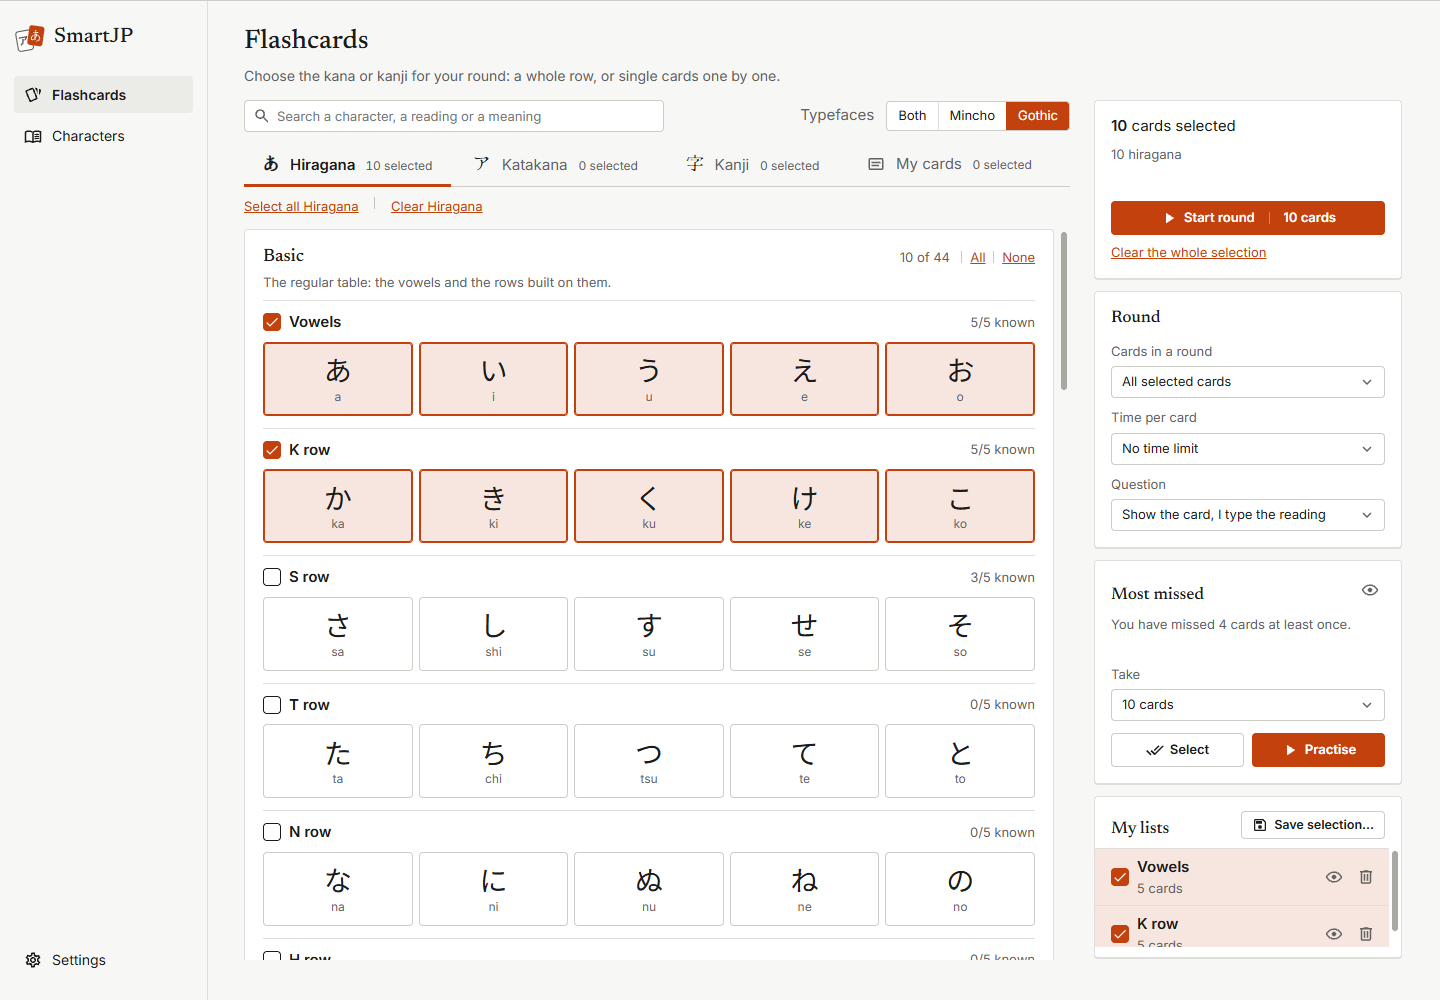 アあ SmartJP
Flashcards
Characters
Settings
Flashcards
Choose the kana or kanji for your round: a whole row, or single cards one by one.
Search a character, a reading or a meaning
Typefaces Both Mincho Gothic
あ Hiragana 10 selected ア Katakana 0 selected 字 Kanji 0 selected My cards 0 selected
Select all Hiragana Clear Hiragana
Basic 10 of 44 All None
The regular table: the vowels and the rows built on them.
Vowels 5/5 known
あ い う え お
a i u e o
K row 5/5 known
か き く け こ
ka ki ku ke ko
S row 3/5 known
さ し す せ そ
sa shi su se so
T row 0/5 known
た ち つ て と
ta chi tsu te to
N row 0/5 known
な に ぬ ね の
na ni nu ne no
H row 0/5 known
10 cards selected
10 hiragana
Start round 10 cards
Clear the whole selection
Round
Cards in a round
All selected cards
Time per card
No time limit
Question
Show the card, I type the reading
Most missed
You have missed 4 cards at least once.
Take
10 cards
Select Practise
My lists Save selection...
Vowels
5 cards
K row
5 cards